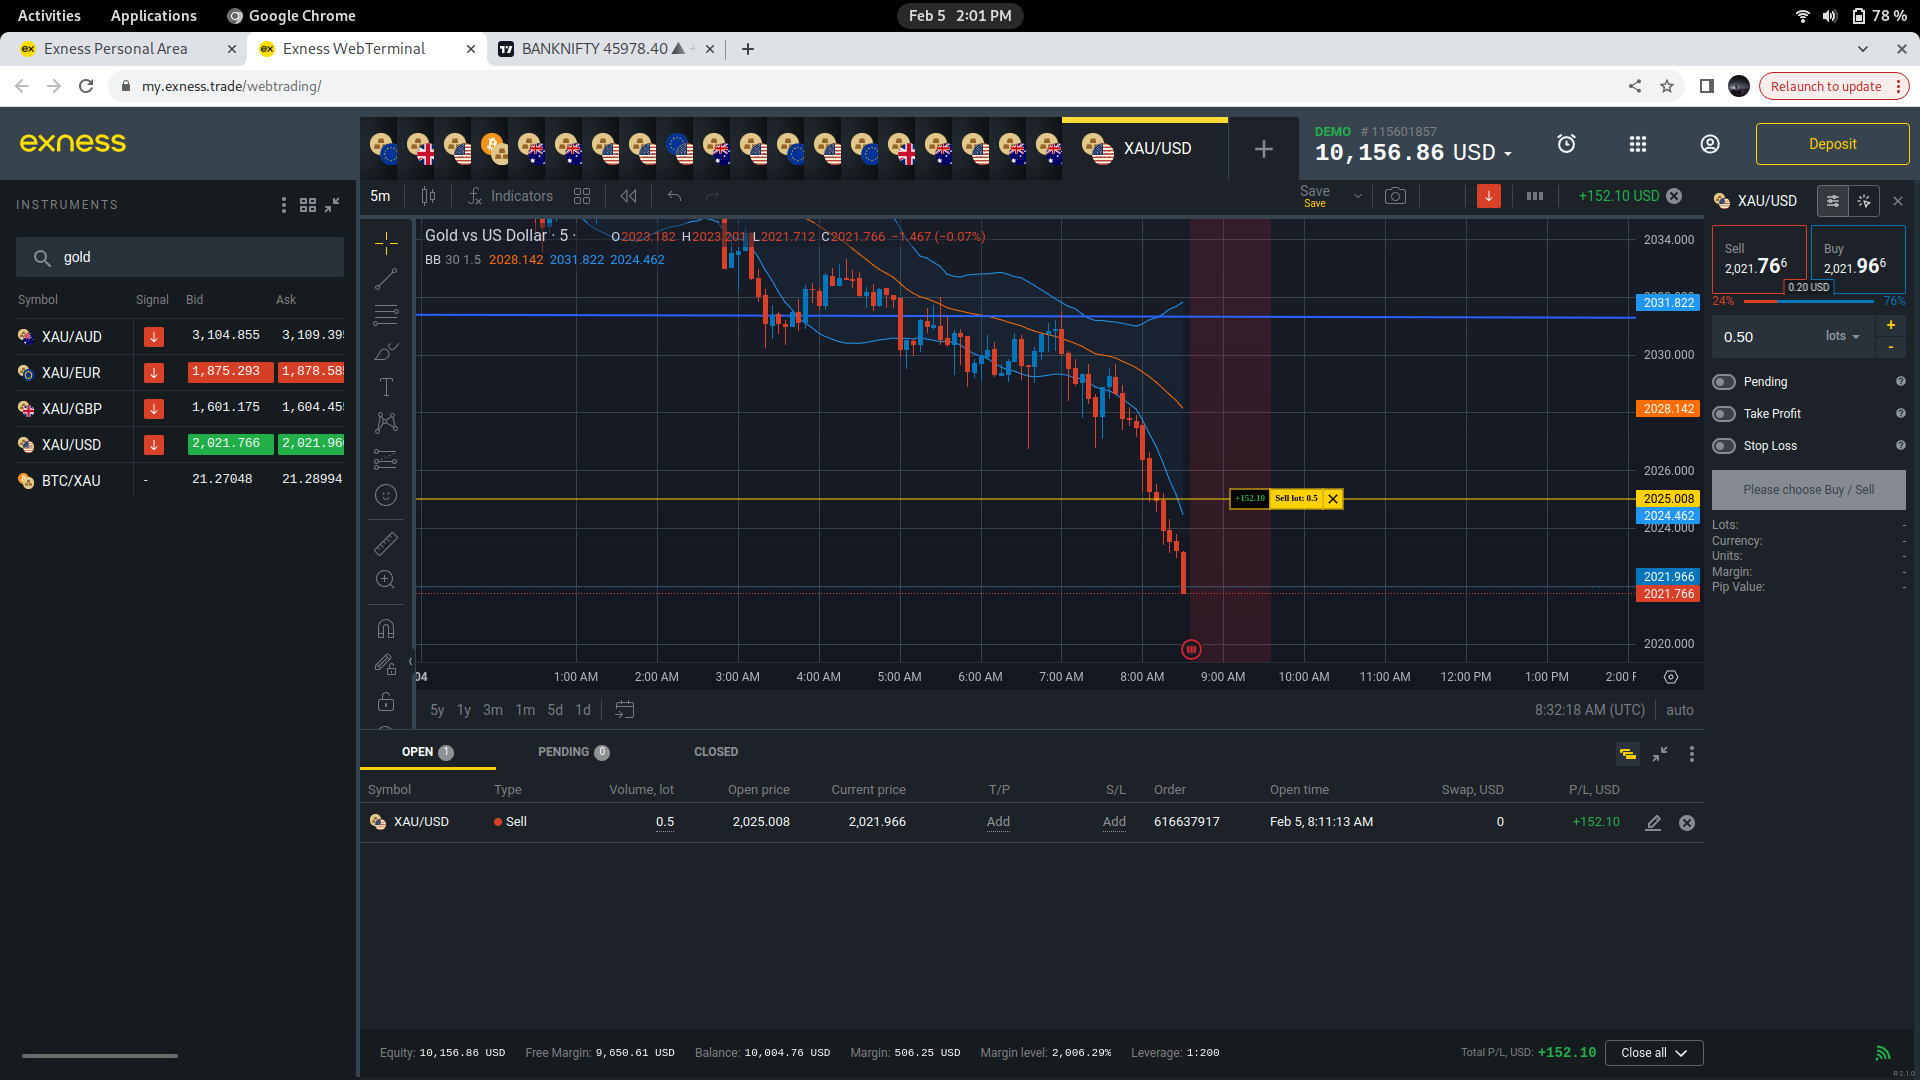 Activities Applications Google Chrome Feb 5 2:01 PM 78 %
Exness Personal Area Exness WebTerminal BANKNIFTY 45978.40
my.exness.trade/webtrading/ Relaunch to update
exness
XAU/USD
DEMO # 115601857
10,156.86 USD
Deposit
INSTRUMENTS
gold
Symbol Signal Bid Ask
XAU/AUD 3,104.855 3,109.39
XAU/EUR 1,875.293 1,878.58
XAU/GBP 1,601.175 1,604.45
XAU/USD 2,021.766 2,021.96
BTC/XAU - 21.27048 21.28994
5m Indicators Save
Save
+152.10 USD
Gold vs US Dollar · 5 · O2023.182 H2023.201 L2021.712 C2021.766 −1.467 (−0.07%)
BB 30 1.5 2028.142 2031.822 2024.462
2034.000
2031.822
2030.000
2028.142
2026.000
2025.008
2024.462
2024.000
2021.966
2021.766
2020.000
+152.10 Sell lot: 0.5
04 1:00 AM 2:00 AM 3:00 AM 4:00 AM 5:00 AM 6:00 AM 7:00 AM 8:00 AM 9:00 AM 10:00 AM 11:00 AM 12:00 PM 1:00 PM 2:00 P
5y 1y 3m 1m 5d 1d 8:32:18 AM (UTC) auto
XAU/USD
Sell Buy
2,021.766 2,021.966
0.20 USD
24% 76%
0.50 lots + -
Pending
Take Profit
Stop Loss
Please choose Buy / Sell
Lots: -
Currency: -
Units: -
Margin: -
Pip Value: -
OPEN 1 PENDING 0 CLOSED
Symbol Type Volume, lot Open price Current price T/P S/L Order Open time Swap, USD P/L, USD
XAU/USD Sell 0.5 2,025.008 2,021.966 Add Add 616637917 Feb 5, 8:11:13 AM 0 +152.10
Equity: 10,156.86 USD Free Margin: 9,650.61 USD Balance: 10,004.76 USD Margin: 506.25 USD Margin level: 2,006.29% Leverage: 1:200 Total P/L, USD: +152.10 Close all
R-2.1.0